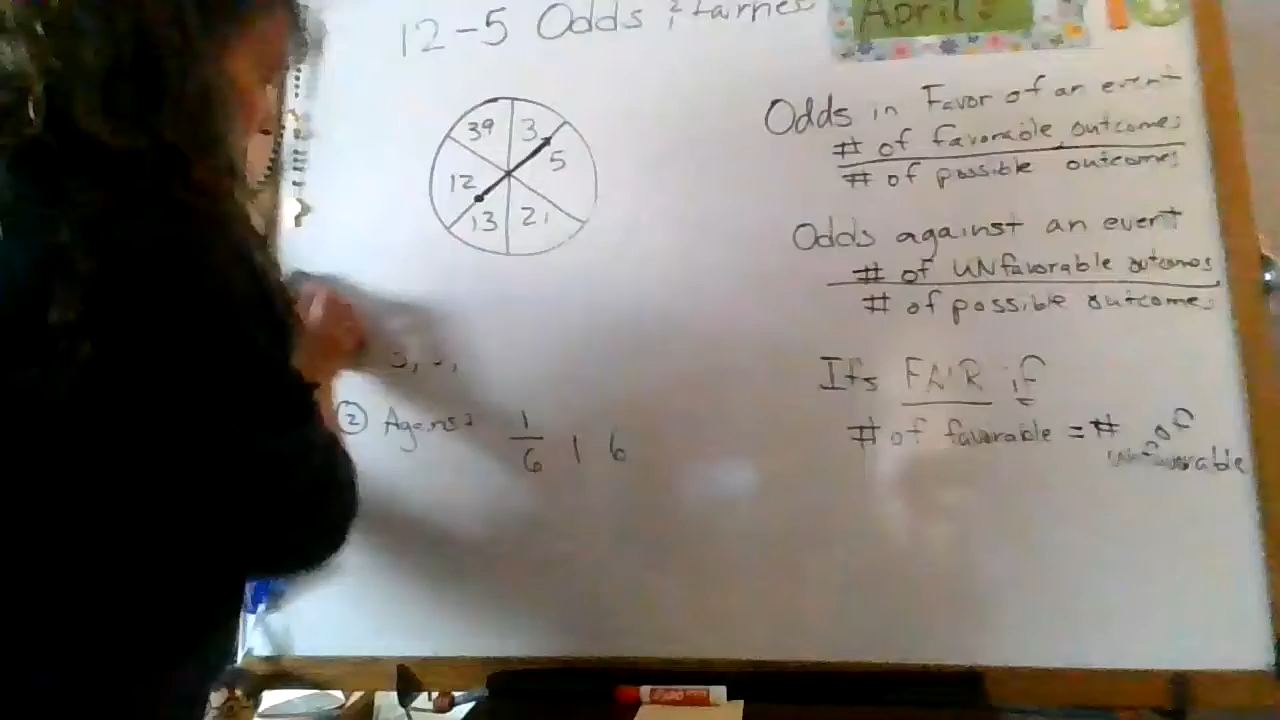 12-5 Odds &
April
39 3
12 5
13 21
Odds in Favor of an event
# of favorable outcomes
# of possible outcomes
Odds against an event
# of UNfavorable outcomes
# of possible outcomes
Its FAIR if
# of favorable = # of
unfavorable
② Against 1/6 1 6